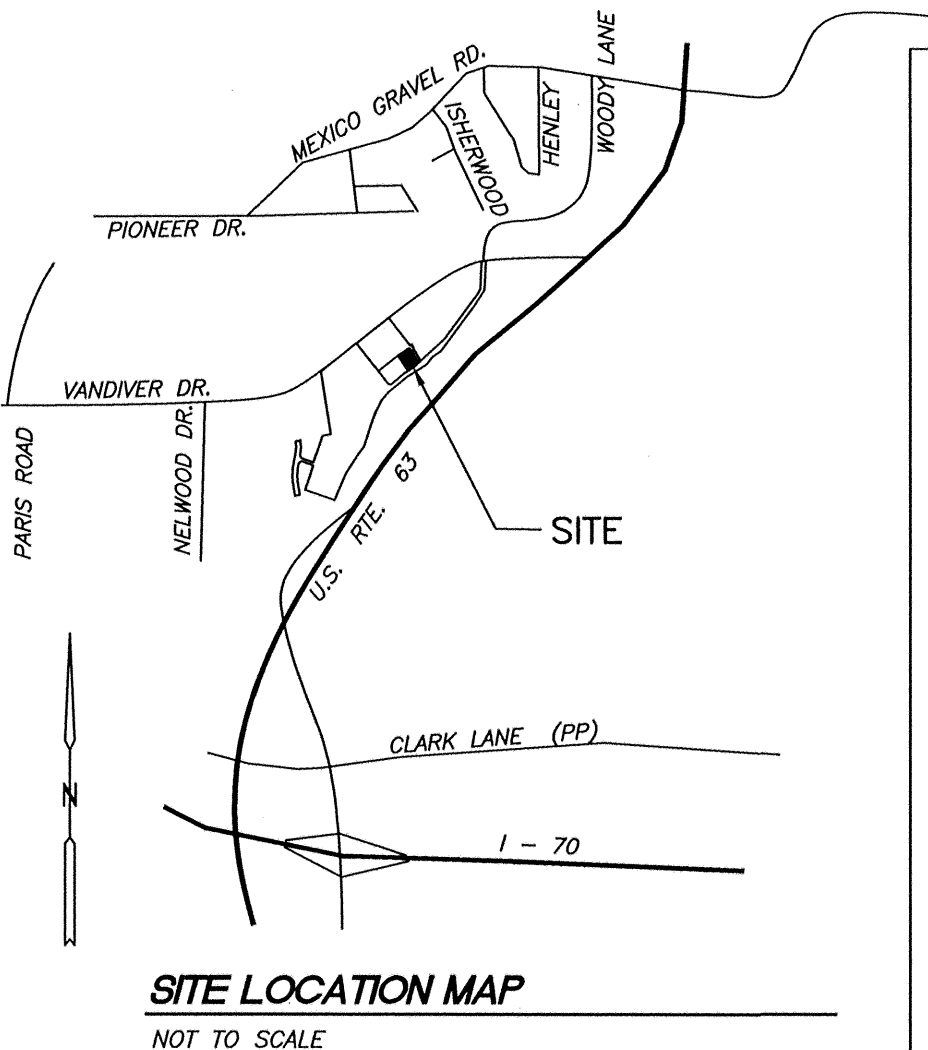 MEXICO GRAVEL RD.
ISHERWOOD
HENLEY
WOODY LANE
PIONEER DR.
VANDIVER DR.
PARIS ROAD
NELWOOD DR.
U.S. RTE. 63
SITE
CLARK LANE (PP)
N
I - 70
SITE LOCATION MAP
NOT TO SCALE